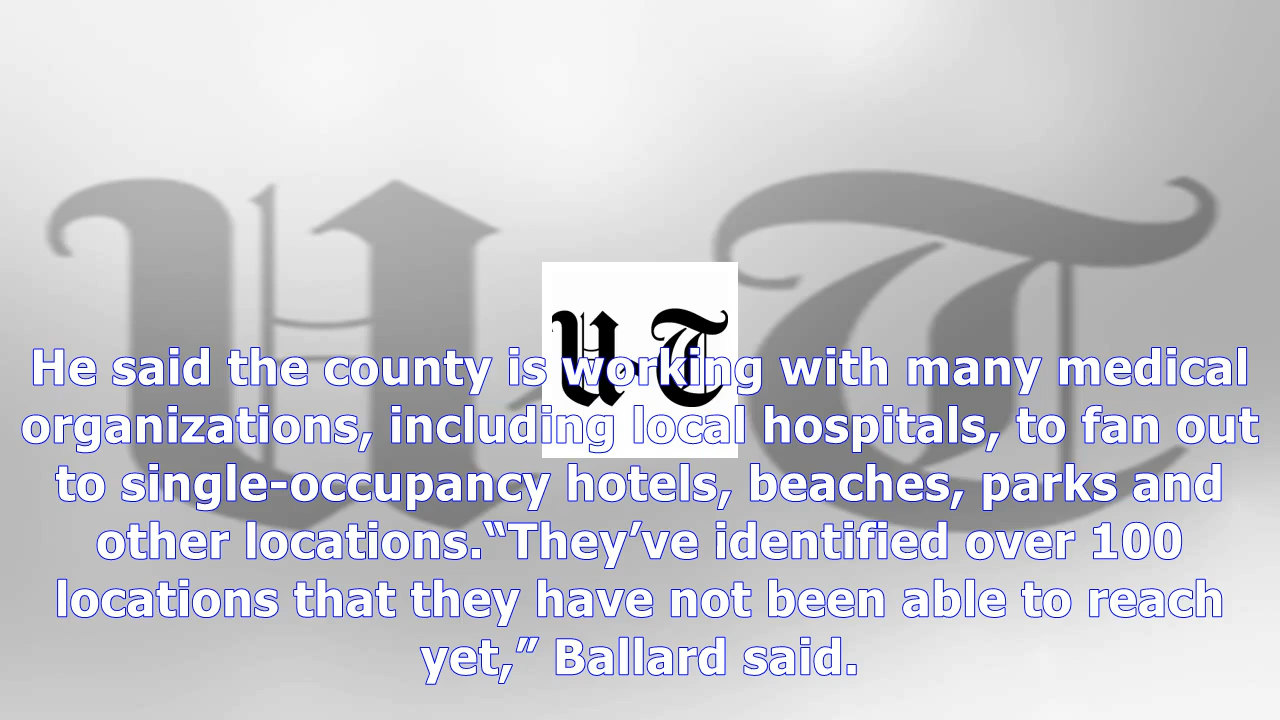 U-T
He said the county is working with many medical
organizations, including local hospitals, to fan out
to single-occupancy hotels, beaches, parks and
other locations.“They’ve identified over 100
locations that they have not been able to reach
yet,” Ballard said.